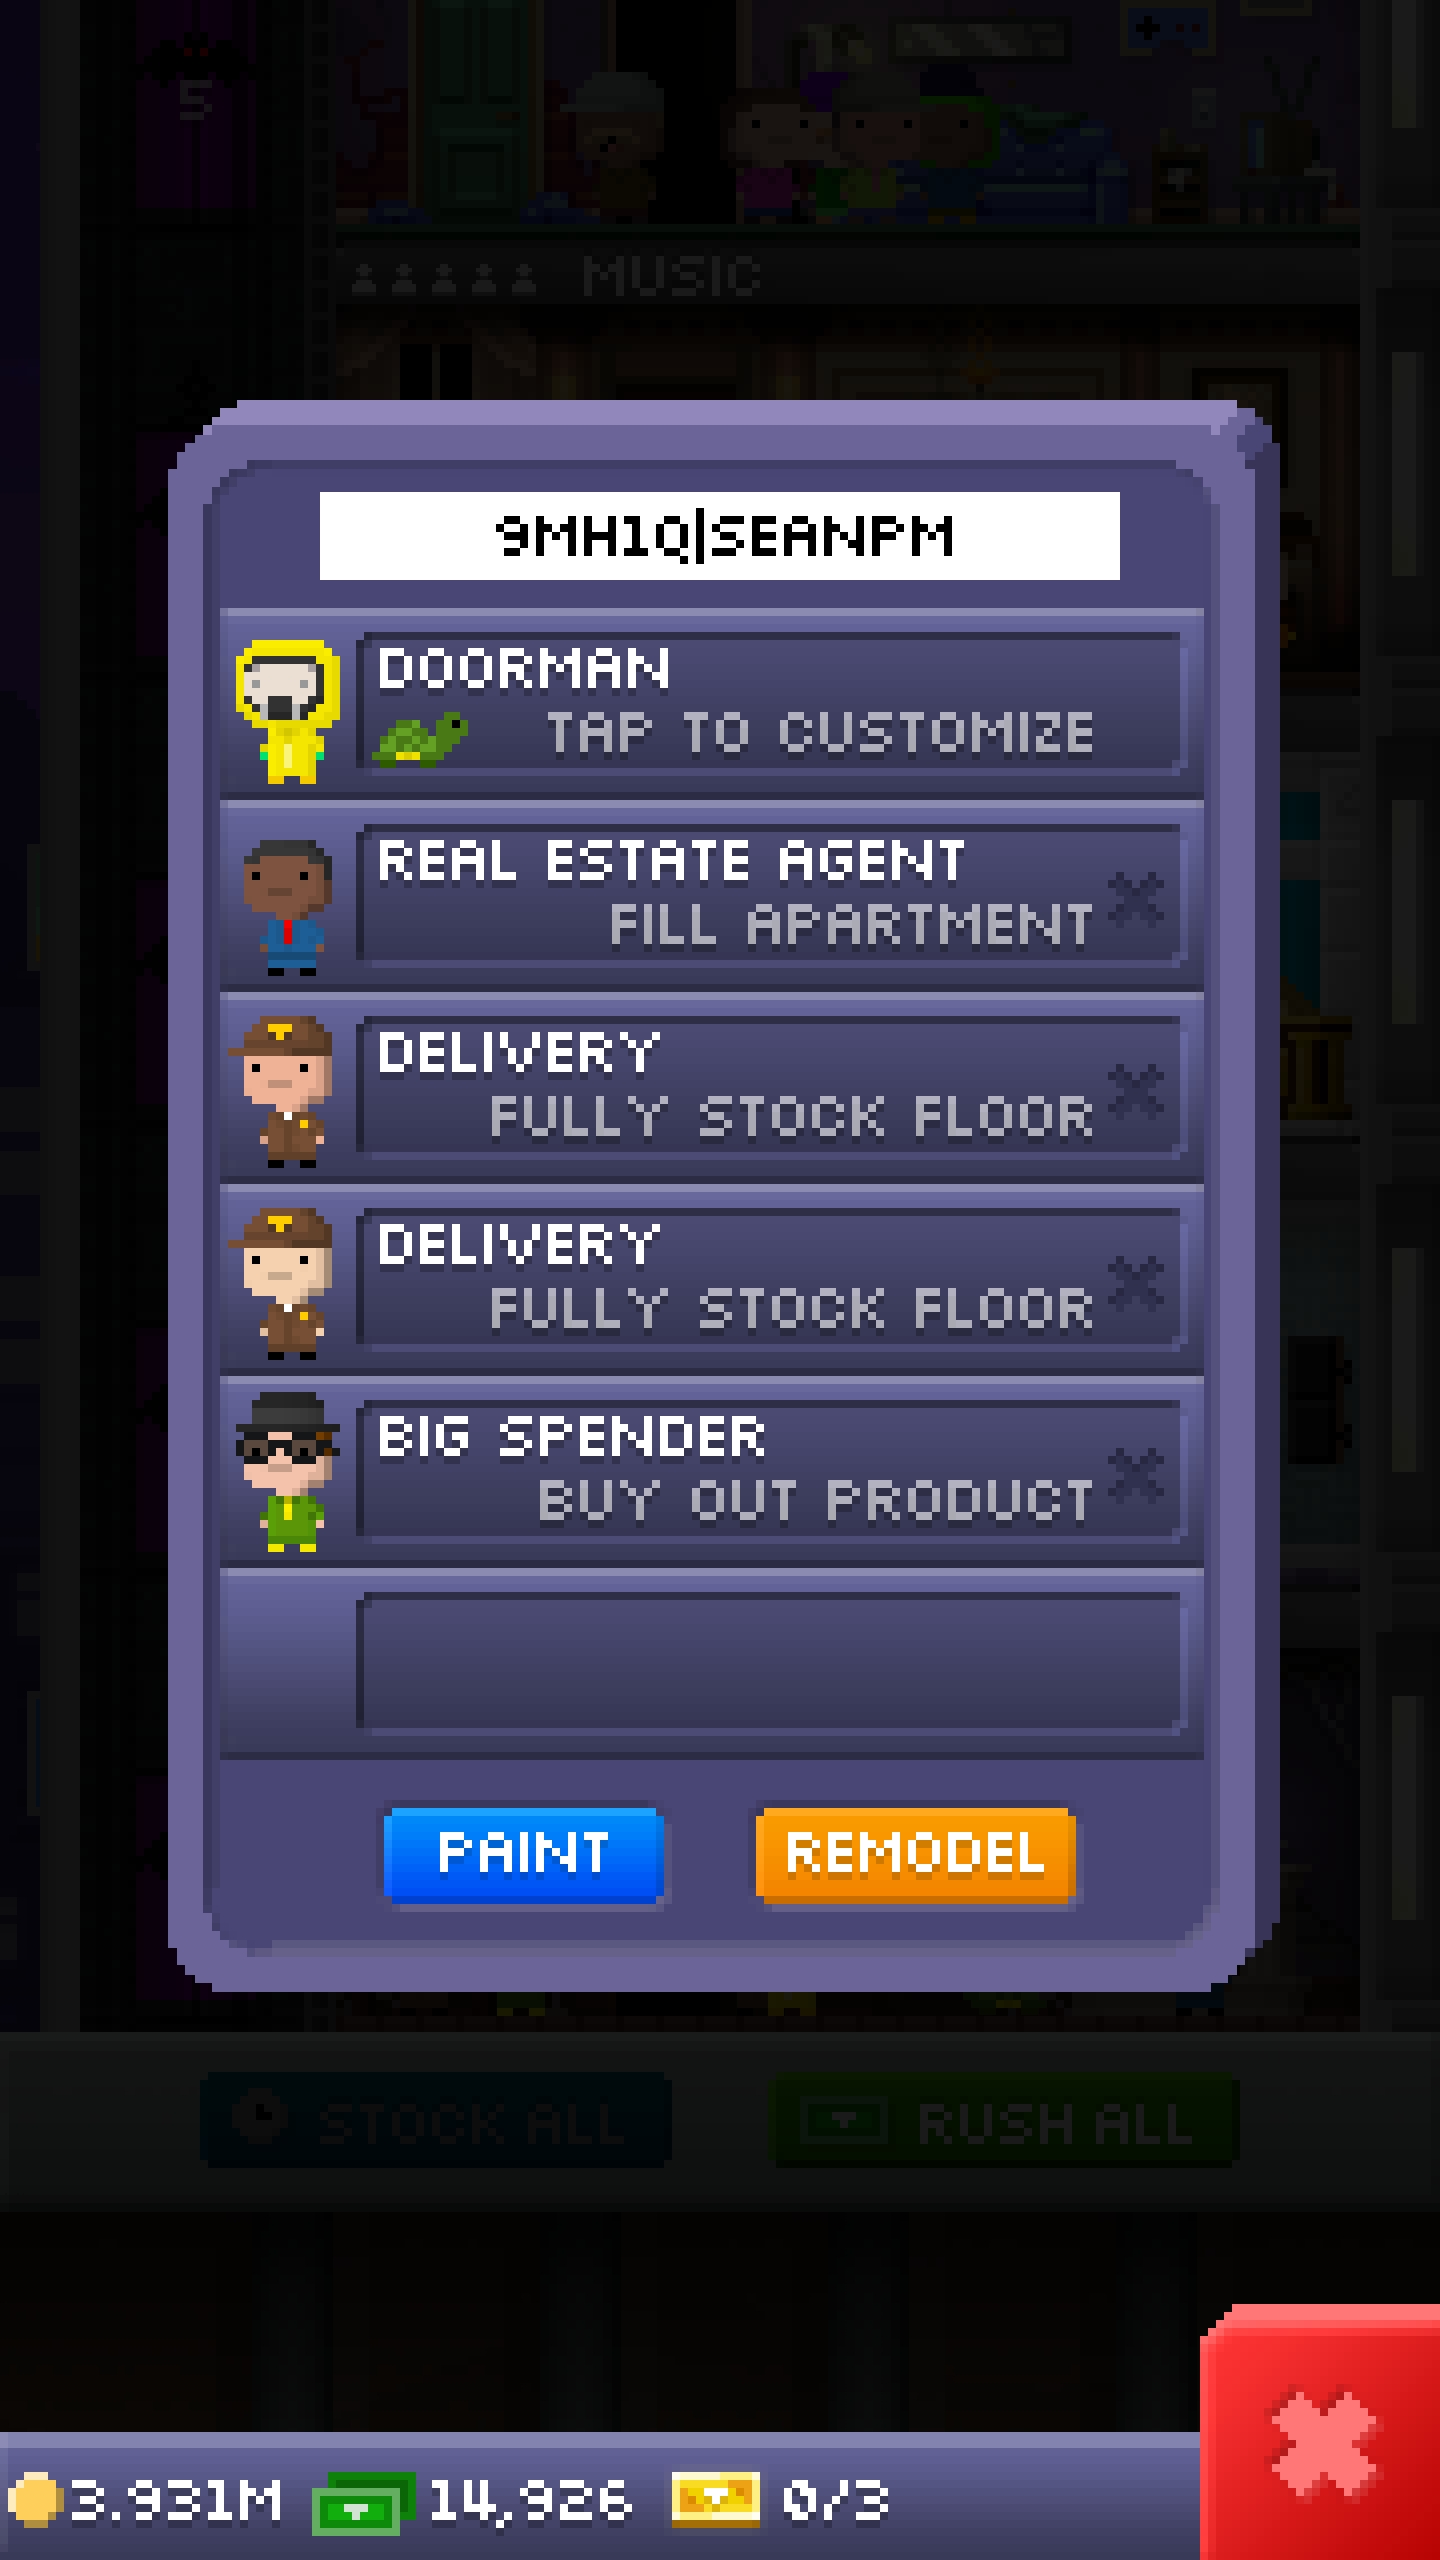 5
MUSIC
9MH1Q|SEANPM
DOORMAN
TAP TO CUSTOMIZE
REAL ESTATE AGENT
FILL APARTMENT
DELIVERY
FULLY STOCK FLOOR
DELIVERY
FULLY STOCK FLOOR
BIG SPENDER
BUY OUT PRODUCT
PAINT REMODEL
STOCK ALL RUSH ALL
3.931M 14,926 0/3